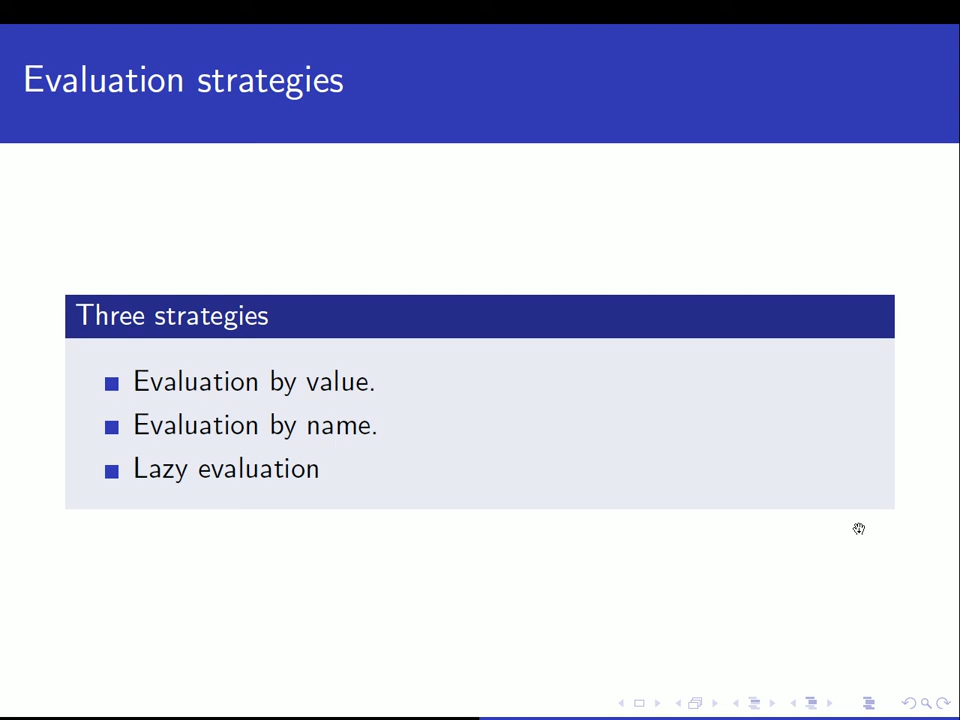 Evaluation strategies
Three strategies
Evaluation by value.
Evaluation by name.
Lazy evaluation